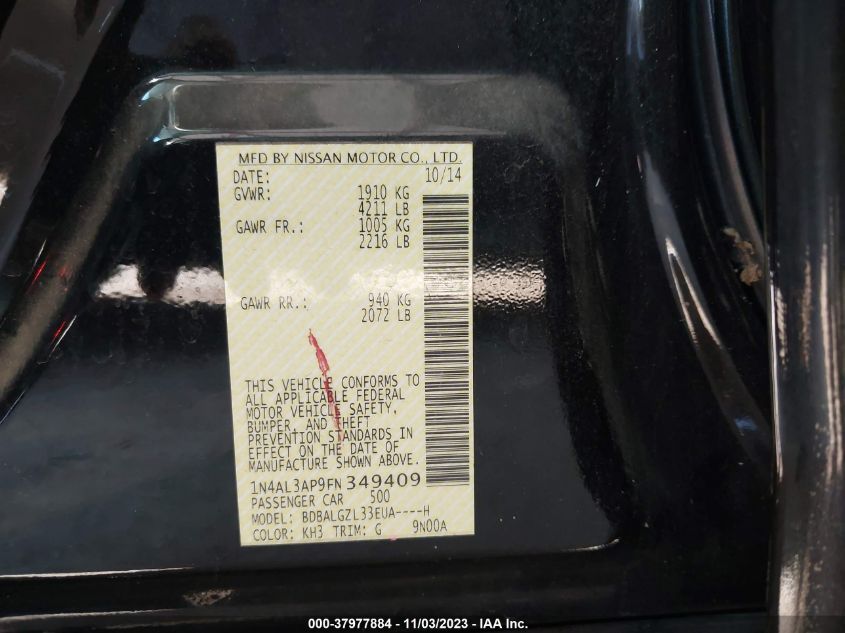 MFD BY NISSAN MOTOR CO., LTD.
DATE: 10/14
GVWR: 1910 KG
4211 LB
GAWR FR.: 1005 KG
2216 LB
GAWR RR.: 940 KG
2072 LB
THIS VEHICLE CONFORMS TO
ALL APPLICABLE FEDERAL
MOTOR VEHICLE SAFETY,
BUMPER, AND THEFT
PREVENTION STANDARDS IN
EFFECT ON THE DATE OF
MANUFACTURE SHOWN ABOVE.
1N4AL3AP9FN349409
PASSENGER CAR 500
MODEL: BDBALGZL33EUA----H
COLOR: KH3 TRIM: G 9N00A
000-37977884 - 11/03/2023 - IAA Inc.